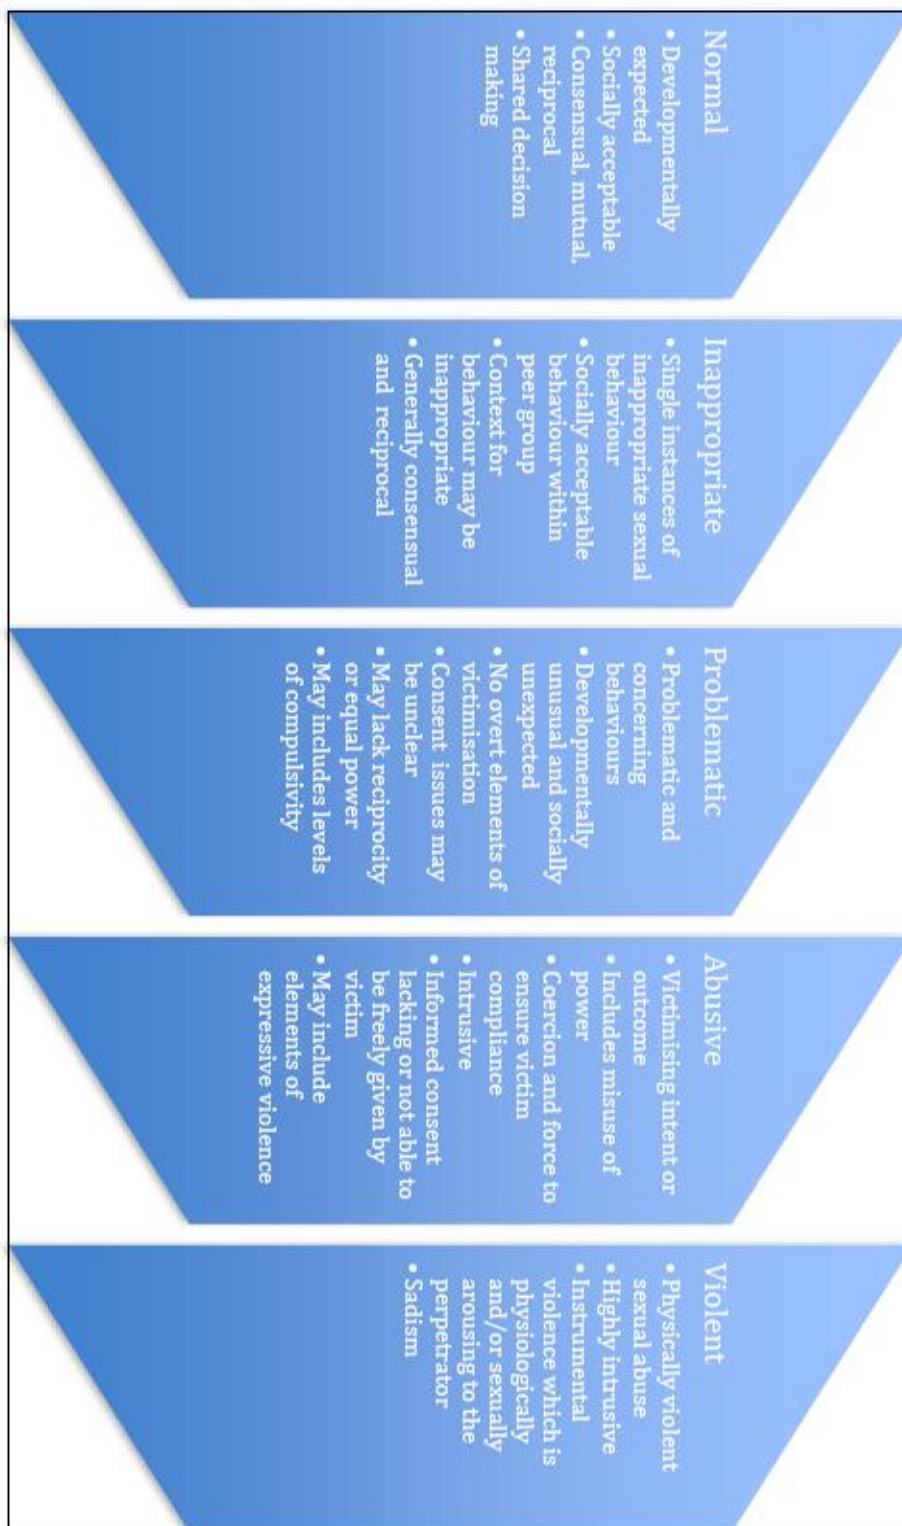 Normal
• Developmentally
expected
• Socially acceptable
• Consensual, mutual,
reciprocal
• Shared decision
making
Inappropriate
• Single instances of
inappropriate sexual
behaviour
• Socially acceptable
behaviour within
peer group
• Context for
behaviour may be
inappropriate
• Generally consensual
and reciprocal
Problematic
• Problematic and
concerning
behaviours
• Developmentally
unusual and socially
unexpected
• No overt elements of
victimisation
• Consent issues may
be unclear
• May lack reciprocity
or equal power
• May includes levels
of compulsivity
Abusive
• Victimising intent or
outcome
• Includes misuse of
power
• Coercion and force to
ensure victim
compliance
• Intrusive
• Informed consent
lacking or not able to
be freely given by
victim
• May include
elements of
expressive violence
Violent
• Physically violent
sexual abuse
• Highly intrusive
• Instrumental
violence which is
physiologically
and/or sexually
arousing to the
perpetrator
• Sadism